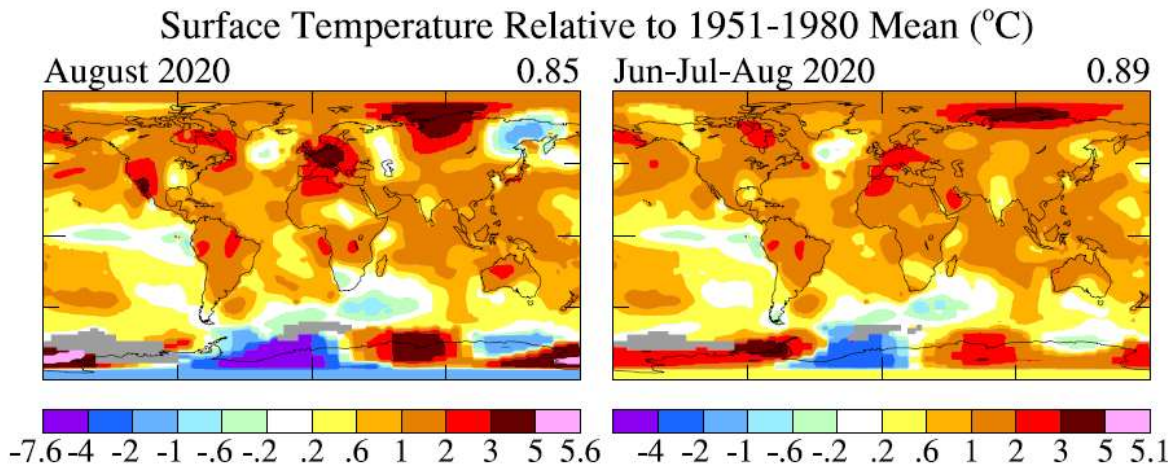 Surface Temperature Relative to 1951-1980 Mean (°C)
August 2020 0.85
Jun-Jul-Aug 2020 0.89
-7.6 -4 -2 -1 -.6 -.2 .2 .6 1 2 3 5 5.6
-4 -2 -1 -.6 -.2 .2 .6 1 2 3 5 5.1